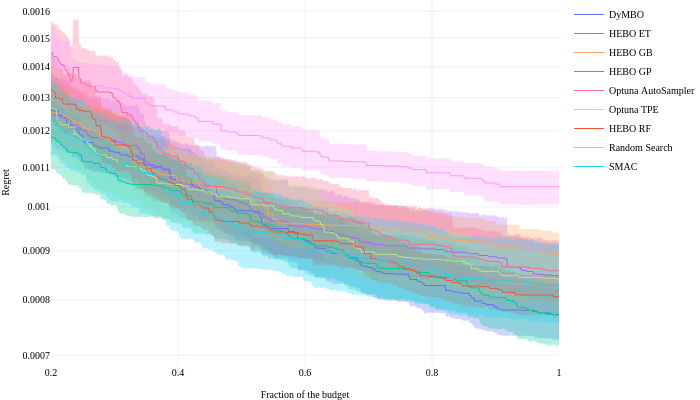 0.0016
0.0015
0.0014
0.0013
0.0012
0.0011
0.001
0.0009
0.0008
0.0007
Regret
0.2
0.4
0.6
0.8
1
Fraction of the budget
DyMBO
HEBO ET
HEBO GB
HEBO GP
Optuna AutoSampler
Optuna TPE
HEBO RF
Random Search
SMAC